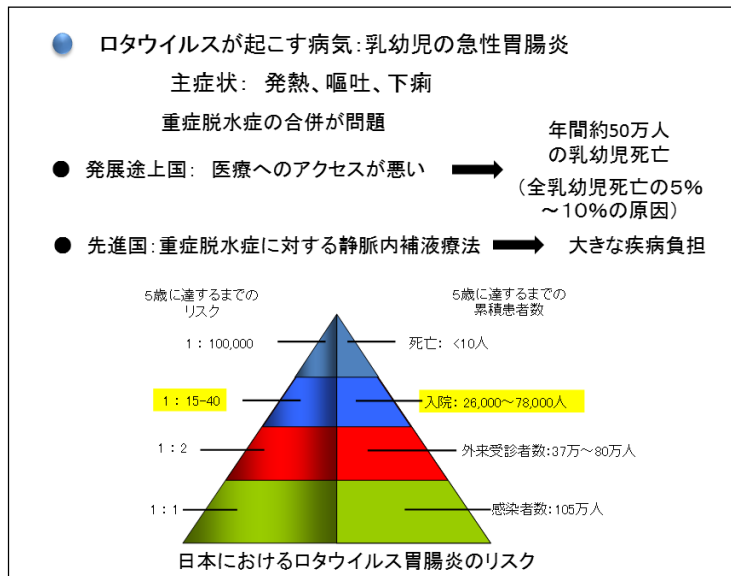 ロタウイルスが起こす病気：乳幼児の急性胃腸炎
主症状： 発熱、嘔吐、下痢
重症脱水症の合併が問題
● 発展途上国： 医療へのアクセスが悪い
年間約50万人
の乳幼児死亡
（全乳幼児死亡の５％
～１０％の原因）
● 先進国：重症脱水症に対する静脈内補液療法
大きな疾病負担
5歳に達するまでの
リスク
5歳に達するまでの
累積患者数
1 : 100,000
死亡: <10人
1 : 15-40
入院: 26,000～78,000人
1 : 2
外来受診者数:37万～80万人
1 : 1
感染者数:105万人
日本におけるロタウイルス胃腸炎のリスク